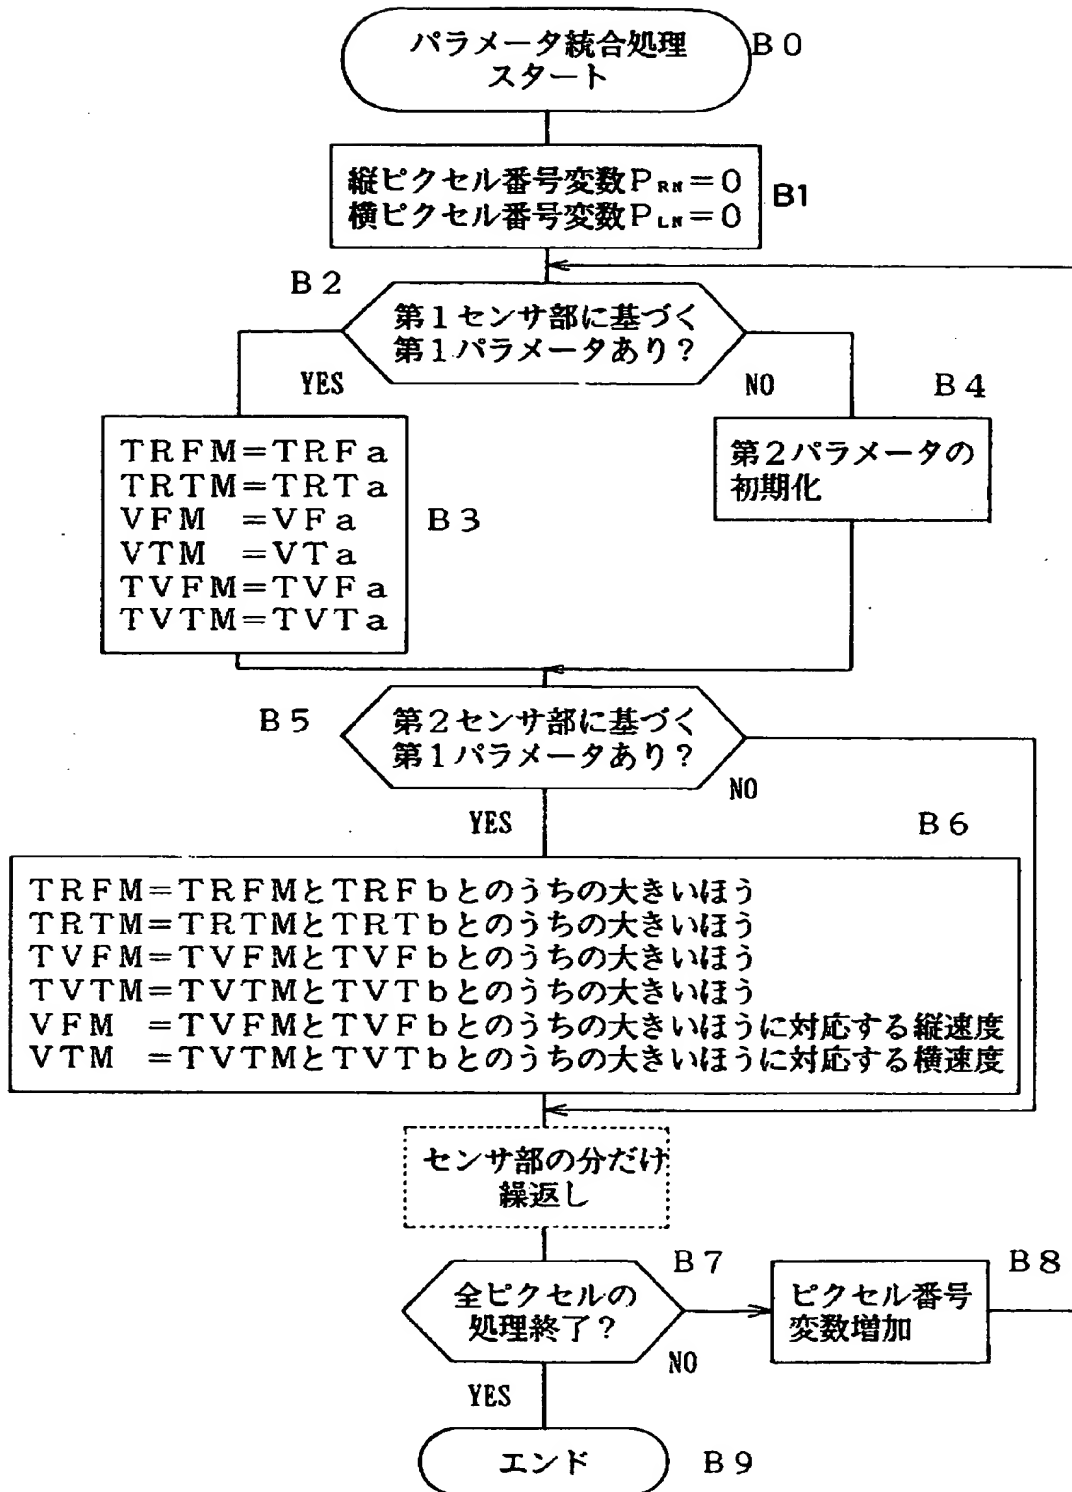 パラメータ統合処理
スタート
B0
縦ピクセル番号変数PRN=0
横ピクセル番号変数PLN=0
B1
B2
第1センサ部に基づく
第1パラメータあり?
YES
NO
B4
TRFM=TRFa
TRTM=TRTa
VFM =VFa
VTM =VTa
TVFM=TVFa
TVTM=TVTa
B3
第2パラメータの
初期化
B5
第2センサ部に基づく
第1パラメータあり?
NO
YES
B6
TRFM=TRFMとTRFbとのうちの大きいほう
TRTM=TRTMとTRTbとのうちの大きいほう
TVFM=TVFMとTVFbとのうちの大きいほう
TVTM=TVTMとTVTbとのうちの大きいほう
VFM =TVFMとTVFbとのうちの大きいほうに対応する縦速度
VTM =TVTMとTVTbとのうちの大きいほうに対応する横速度
センサ部の分だけ
繰返し
B7
全ピクセルの
処理終了?
NO
YES
B8
ピクセル番号
変数増加
エンド
B9